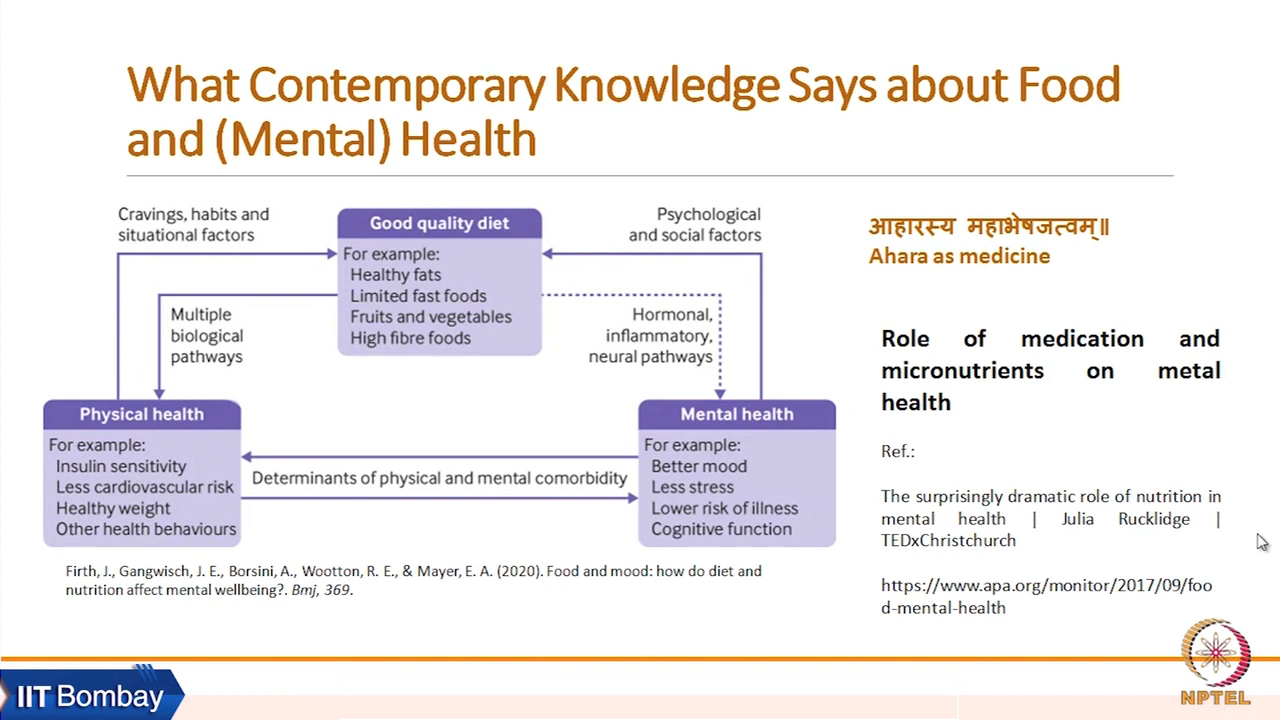 What Contemporary Knowledge Says about Food
and (Mental) Health
Cravings, habits and
situational factors
Good quality diet
For example:
Healthy fats
Limited fast foods
Fruits and vegetables
High fibre foods
Psychological
and social factors
Multiple
biological
pathways
Hormonal,
inflammatory,
neural pathways
Physical health
For example:
Insulin sensitivity
Less cardiovascular risk
Healthy weight
Other health behaviours
Determinants of physical and mental comorbidity
Mental health
For example:
Better mood
Less stress
Lower risk of illness
Cognitive function
Firth, J., Gangwisch, J. E., Borsini, A., Wootton, R. E., & Mayer, E. A. (2020). Food and mood: how do diet and
nutrition affect mental wellbeing?. Bmj, 369.
आहारस्य महाभेषजत्वम्॥
Ahara as medicine
Role of medication and
micronutrients on metal
health
Ref.:
The surprisingly dramatic role of nutrition in
mental health | Julia Rucklidge |
TEDxChristchurch
https://www.apa.org/monitor/2017/09/foo
d-mental-health
IIT Bombay
NPTEL